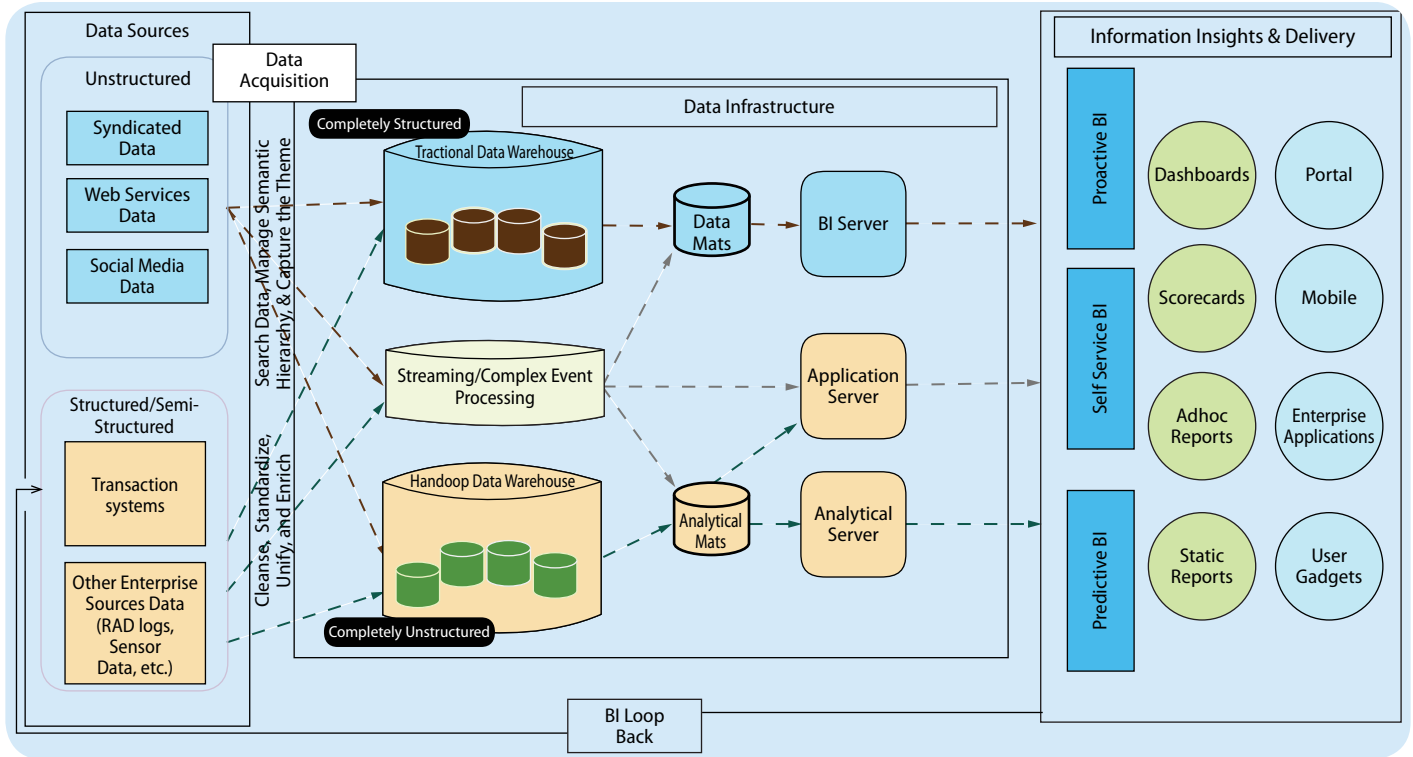 Data Sources
Unstructured
Syndicated
Data
Web Services
Data
Social Media
Data
Structured/Semi-
Structured
Transaction
systems
Other Enterprise
Sources Data
(RAD logs,
Sensor
Data, etc.)
Data
Acquisition
Search Data, Manage Semantic
Hierarchy, & Capture the Theme
Cleanse, Standardize,
Unify, and Enrich
Data Infrastructure
Completely Structured
Tractional Data Warehouse
Streaming/Complex Event
Processing
Handoop Data Warehouse
Completely Unstructured
Data
Mats
Analytical
Mats
BI Server
Application
Server
Analytical
Server
Information Insights & Delivery
Proactive BI
Self Service BI
Predictive BI
Dashboards
Portal
Scorecards
Mobile
Adhoc
Reports
Enterprise
Applications
Static
Reports
User
Gadgets
BI Loop
Back